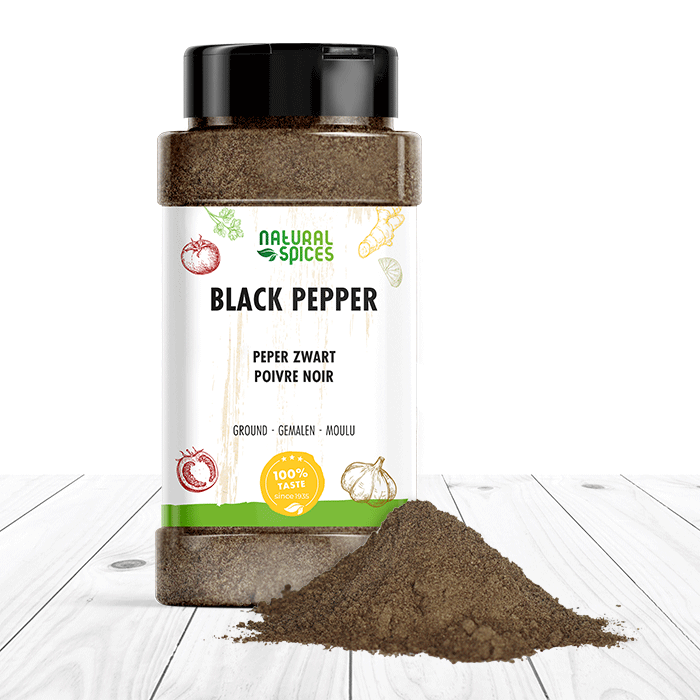 NATURAL
SPICES
BLACK PEPPER
PEPER ZWART
POIVRE NOIR
GROUND - GEMALEN - MOULU
100%
TASTE
since 1935